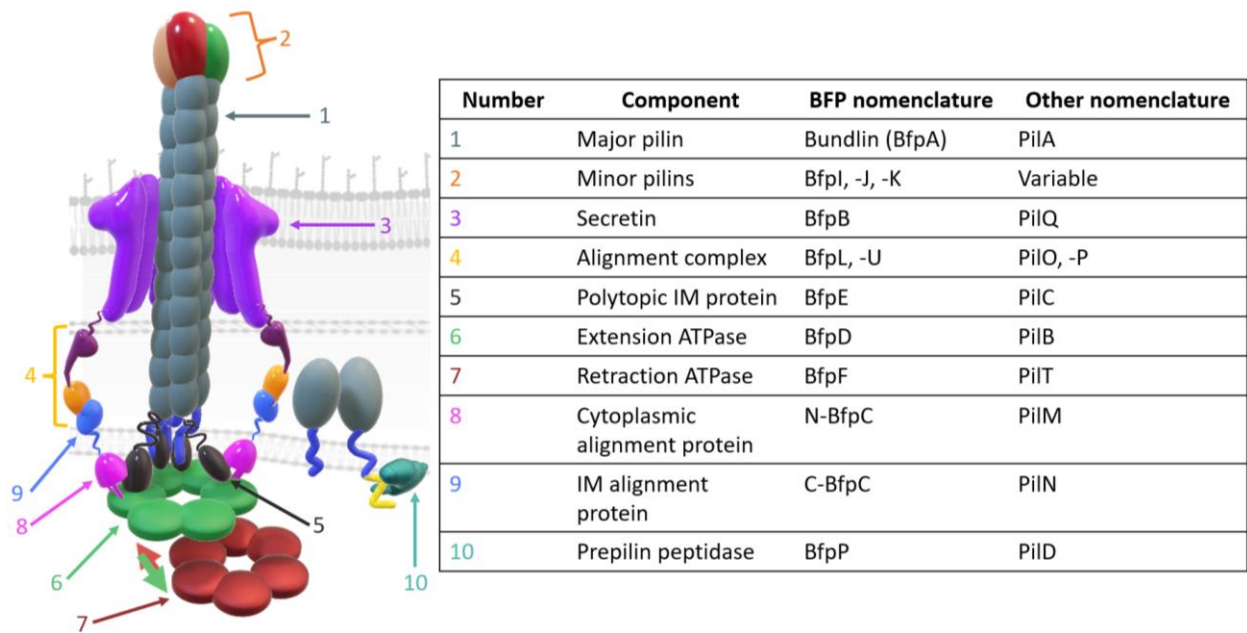 2
1
3
4
9
8
5
6
10
7
Number Component BFP nomenclature Other nomenclature
1 Major pilin Bundlin (BfpA) PilA
2 Minor pilins BfpI, -J, -K Variable
3 Secretin BfpB PilQ
4 Alignment complex BfpL, -U PilO, -P
5 Polytopic IM protein BfpE PilC
6 Extension ATPase BfpD PilB
7 Retraction ATPase BfpF PilT
8 Cytoplasmic N-BfpC PilM
alignment protein
9 IM alignment C-BfpC PilN
protein
10 Prepilin peptidase BfpP PilD